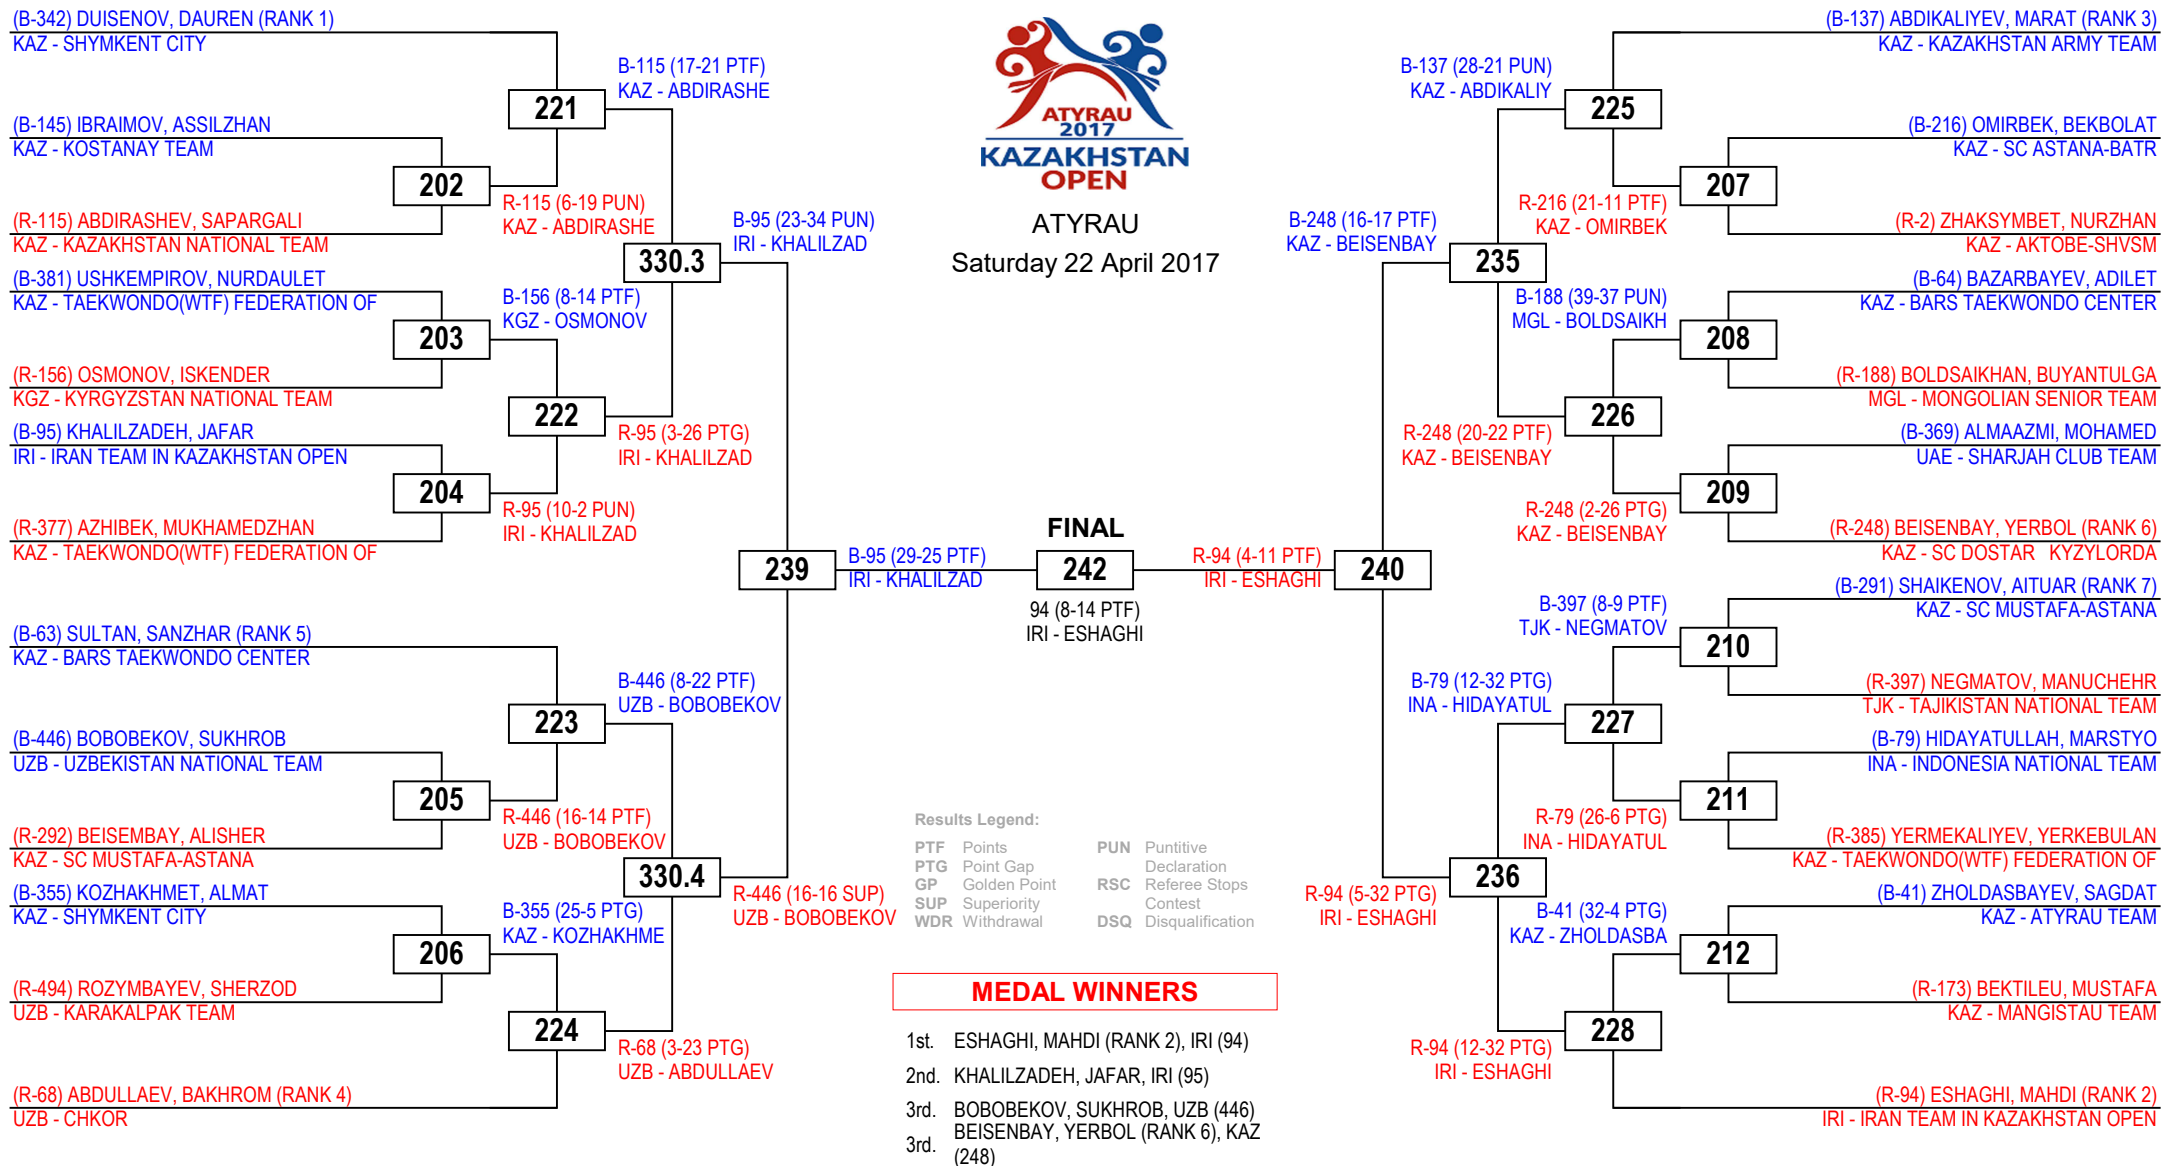 (B-342) DUISENOV, DAUREN (RANK 1)
KAZ - SHYMKENT CITY
(B-145) IBRAIMOV, ASSILZHAN
KAZ - KOSTANAY TEAM
(R-115) ABDIRASHEV, SAPARGALI
KAZ - KAZAKHSTAN NATIONAL TEAM
(B-381) USHKEMPIROV, NURDAULET
KAZ - TAEKWONDO(WTF) FEDERATION OF
(R-156) OSMONOV, ISKENDER
KGZ - KYRGYZSTAN NATIONAL TEAM
(B-95) KHALILZADEH, JAFAR
IRI - IRAN TEAM IN KAZAKHSTAN OPEN
(R-377) AZHIBEK, MUKHAMEDZHAN
KAZ - TAEKWONDO(WTF) FEDERATION OF
(B-63) SULTAN, SANZHAR (RANK 5)
KAZ - BARS TAEKWONDO CENTER
(B-446) BOBOBEKOV, SUKHROB
UZB - UZBEKISTAN NATIONAL TEAM
(R-292) BEISEMBAY, ALISHER
KAZ - SC MUSTAFA-ASTANA
(B-355) KOZHAKHMET, ALMAT
KAZ - SHYMKENT CITY
(R-494) ROZYMBAYEV, SHERZOD
UZB - KARAKALPAK TEAM
(R-68) ABDULLAEV, BAKHROM (RANK 4)
UZB - CHKOR
202
203
204
205
206
R-115 (6-19 PUN)
KAZ - ABDIRASHE
B-156 (8-14 PTF)
KGZ - OSMONOV
R-95 (10-2 PUN)
IRI - KHALILZAD
R-446 (16-14 PTF)
UZB - BOBOBEKOV
B-355 (25-5 PTG)
KAZ - KOZHAKHME
221
222
223
224
B-115 (17-21 PTF)
KAZ - ABDIRASHE
R-95 (3-26 PTG)
IRI - KHALILZAD
B-446 (8-22 PTF)
UZB - BOBOBEKOV
R-68 (3-23 PTG)
UZB - ABDULLAEV
330.3
330.4
B-95 (23-34 PUN)
IRI - KHALILZAD
R-446 (16-16 SUP)
UZB - BOBOBEKOV
239
B-95 (29-25 PTF)
IRI - KHALILZAD
ATYRAU
2017
KAZAKHSTAN
OPEN
ATYRAU
Saturday 22 April 2017
FINAL
242
94 (8-14 PTF)
IRI - ESHAGHI
R-94 (4-11 PTF)
IRI - ESHAGHI
240
B-248 (16-17 PTF)
KAZ - BEISENBAY
R-94 (5-32 PTG)
IRI - ESHAGHI
235
236
B-137 (28-21 PUN)
KAZ - ABDIKALIY
R-248 (20-22 PTF)
KAZ - BEISENBAY
B-79 (12-32 PTG)
INA - HIDAYATUL
R-94 (12-32 PTG)
IRI - ESHAGHI
225
226
227
228
R-216 (21-11 PTF)
KAZ - OMIRBEK
B-188 (39-37 PUN)
MGL - BOLDSAIKH
R-248 (2-26 PTG)
KAZ - BEISENBAY
B-397 (8-9 PTF)
TJK - NEGMATOV
R-79 (26-6 PTG)
INA - HIDAYATUL
B-41 (32-4 PTG)
KAZ - ZHOLDASBA
207
208
209
210
211
212
(B-137) ABDIKALIYEV, MARAT (RANK 3)
KAZ - KAZAKHSTAN ARMY TEAM
(B-216) OMIRBEK, BEKBOLAT
KAZ - SC ASTANA-BATR
(R-2) ZHAKSYMBET, NURZHAN
KAZ - AKTOBE-SHVSM
(B-64) BAZARBAYEV, ADILET
KAZ - BARS TAEKWONDO CENTER
(R-188) BOLDSAIKHAN, BUYANTULGA
MGL - MONGOLIAN SENIOR TEAM
(B-369) ALMAAZMI, MOHAMED
UAE - SHARJAH CLUB TEAM
(R-248) BEISENBAY, YERBOL (RANK 6)
KAZ - SC DOSTAR KYZYLORDA
(B-291) SHAIKENOV, AITUAR (RANK 7)
KAZ - SC MUSTAFA-ASTANA
(R-397) NEGMATOV, MANUCHEHR
TJK - TAJIKISTAN NATIONAL TEAM
(B-79) HIDAYATULLAH, MARSTYO
INA - INDONESIA NATIONAL TEAM
(R-385) YERMEKALIYEV, YERKEBULAN
KAZ - TAEKWONDO(WTF) FEDERATION OF
(B-41) ZHOLDASBAYEV, SAGDAT
KAZ - ATYRAU TEAM
(R-173) BEKTILEU, MUSTAFA
KAZ - MANGISTAU TEAM
(R-94) ESHAGHI, MAHDI (RANK 2)
IRI - IRAN TEAM IN KAZAKHSTAN OPEN
Results Legend:
PTF Points
PTG Point Gap
GP Golden Point
SUP Superiority
WDR Withdrawal
PUN Puntitive
Declaration
RSC Referee Stops
Contest
DSQ Disqualification
MEDAL WINNERS
1st. ESHAGHI, MAHDI (RANK 2), IRI (94)
2nd. KHALILZADEH, JAFAR, IRI (95)
3rd. BOBOBEKOV, SUKHROB, UZB (446)
3rd. BEISENBAY, YERBOL (RANK 6), KAZ
(248)